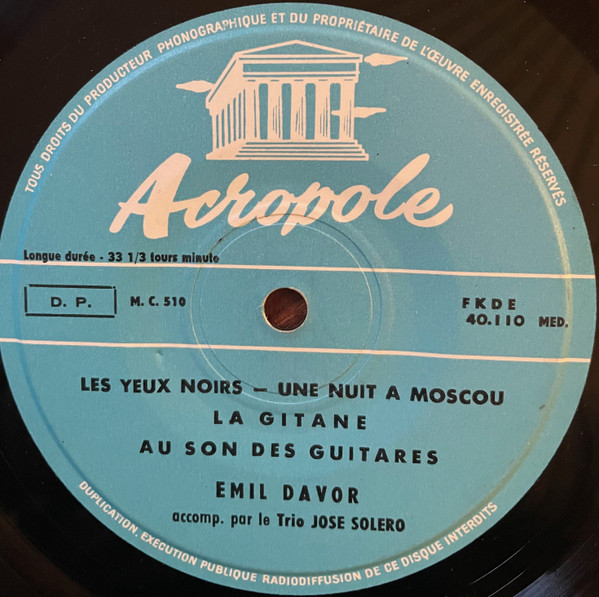 TOUS DROITS DU PRODUCTEUR PHONOGRAPHIQUE ET DU PROPRIÉTAIRE DE L'ŒUVRE ENREGISTRÉE RÉSERVÉS
Acropole
Longue durée - 33 1/3 tours minute
D. P. M. C. 510 FKDE
40.110 MED.
LES YEUX NOIRS – UNE NUIT A MOSCOU
LA GITANE
AU SON DES GUITARES
EMIL DAVOR
accomp. par le Trio JOSE SOLERO
DUPLICATION, EXÉCUTION PUBLIQUE RADIODIFFUSION DE CE DISQUE INTERDITS